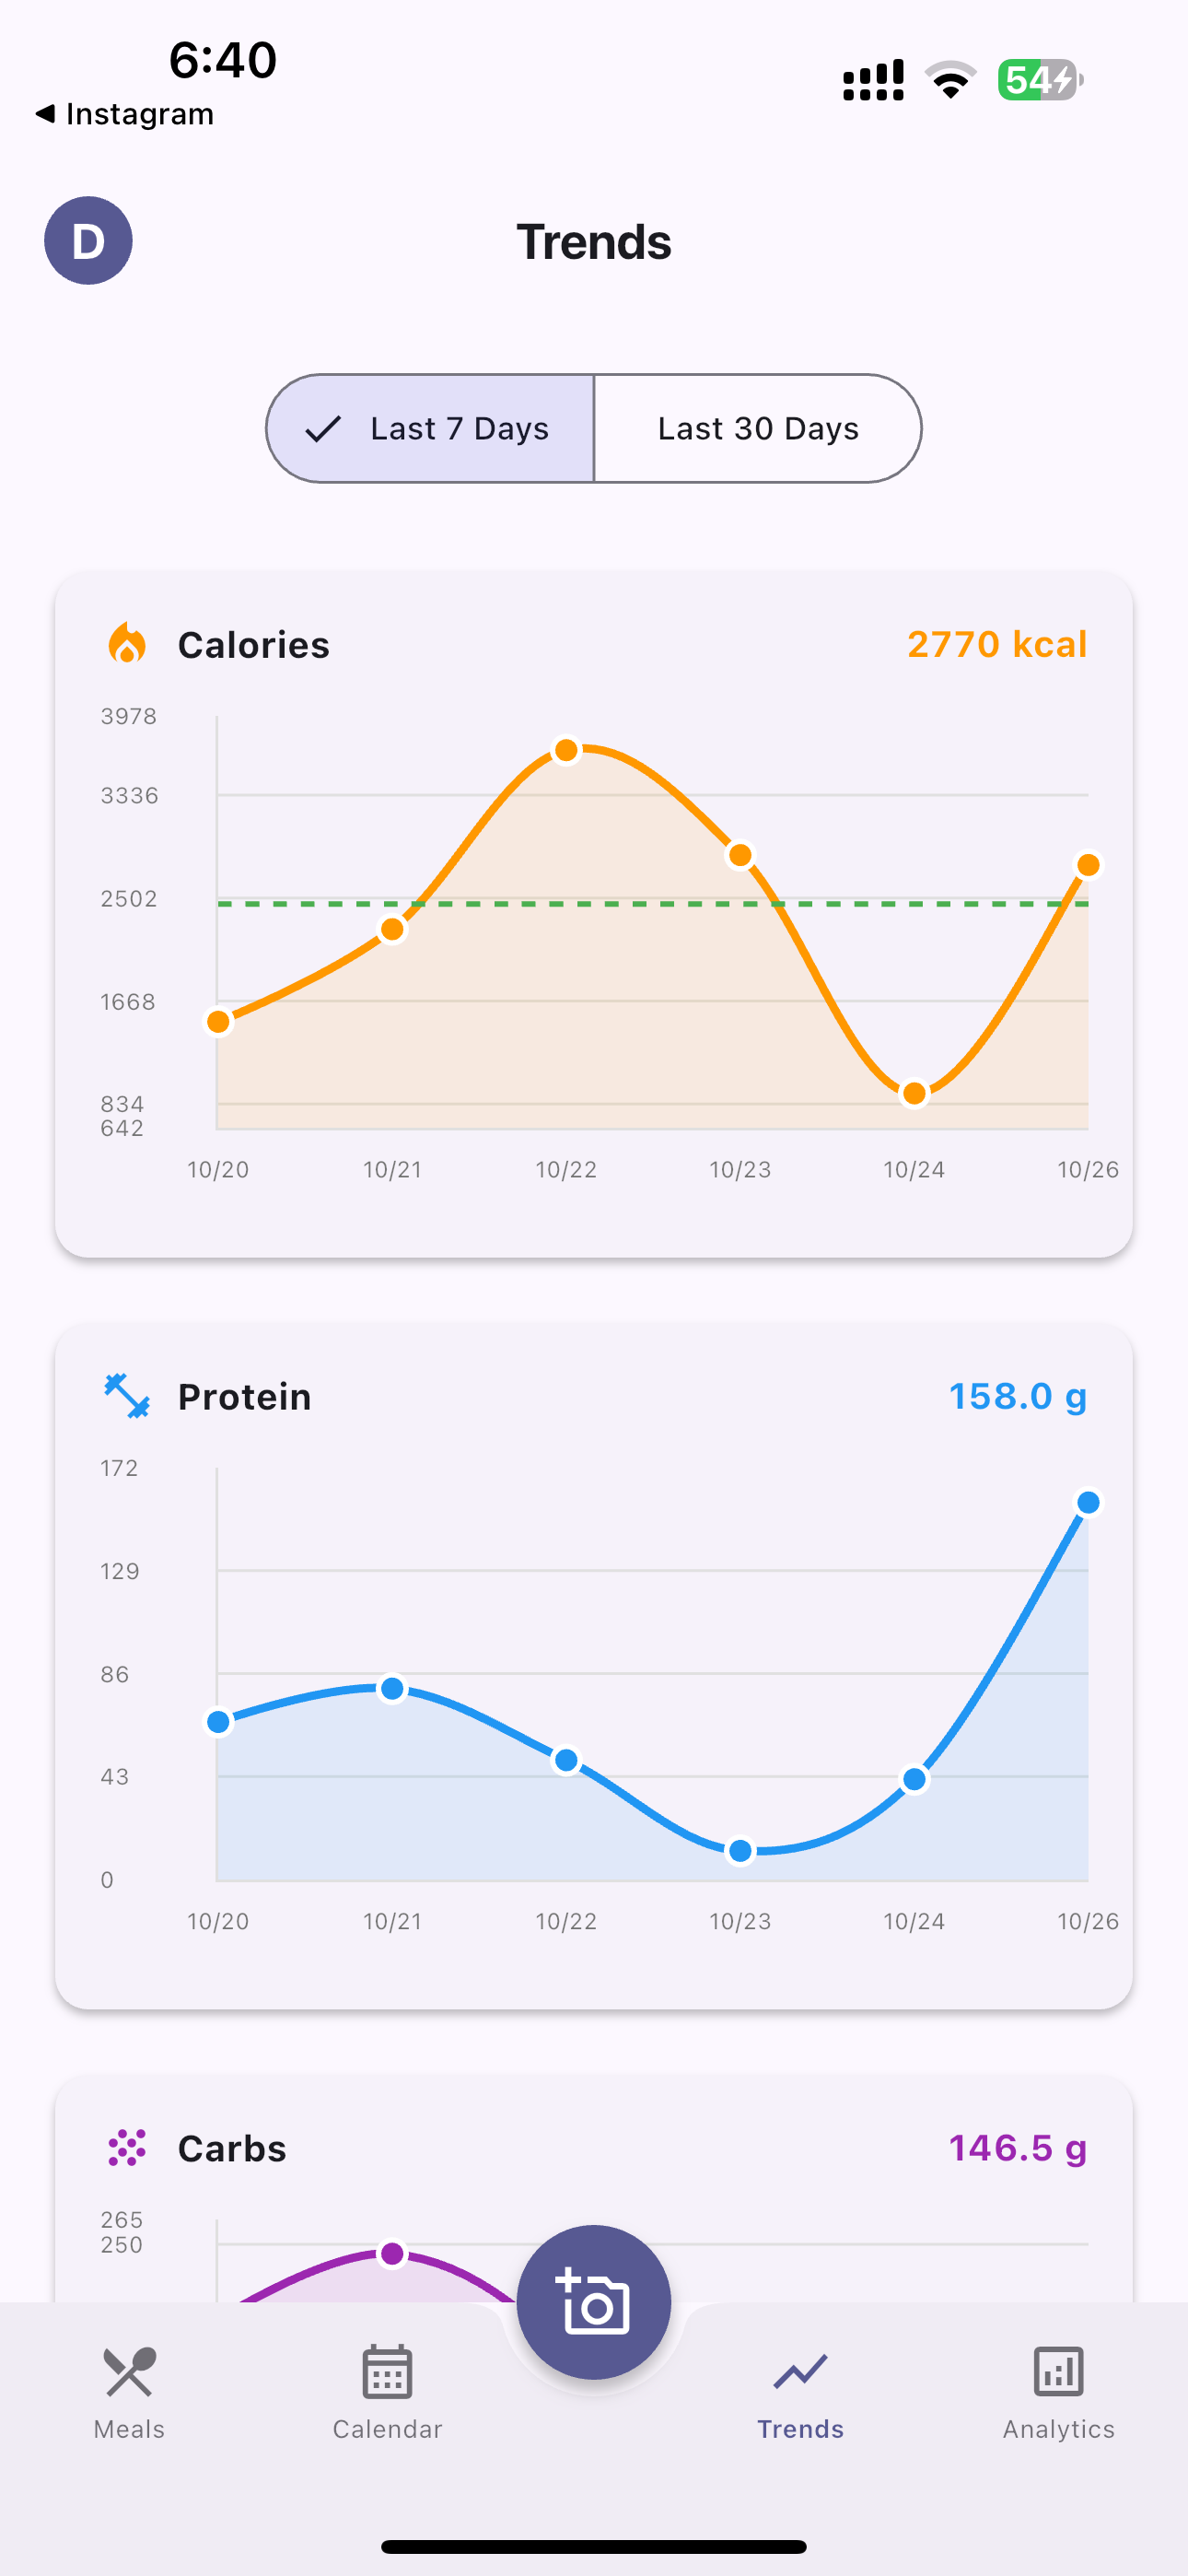 6:40
54
◀ Instagram
D
Trends
Last 7 Days
Last 30 Days
Calories
2770 kcal
3978
3336
2502
1668
834
642
10/20
10/21
10/22
10/23
10/24
10/26
Protein
158.0 g
172
129
86
43
0
10/20
10/21
10/22
10/23
10/24
10/26
Carbs
146.5 g
265
250
Meals
Calendar
Trends
Analytics